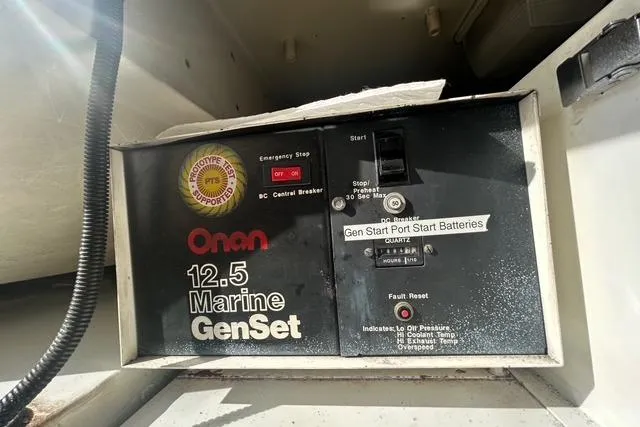 PROTOTYPE TEST
PTS
SUPPORTED
Emergency Stop
OFF ON
DC Control Breaker
Onan
12.5
Marine
GenSet
Start
Stop/
Preheat
30 Sec Max
50
DC Breaker
Gen Start Port Start Batteries
QUARTZ
HOURS 1/10
Fault Reset
Indicates: Lo Oil Pressure
Hi Coolant Temp
Hi Exhaust Temp
Overspeed